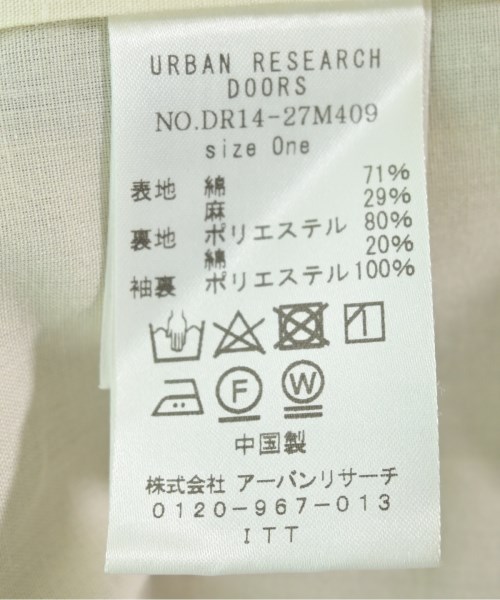 URBAN RESEARCH
DOORS
NO.DR14-27M409
size One
表地 綿 71%
麻 29%
裏地 ポリエステル 80%
綿 20%
袖裏 ポリエステル 100%
F W
中国製
株式会社 アーバンリサーチ
0120-967-013
ITT